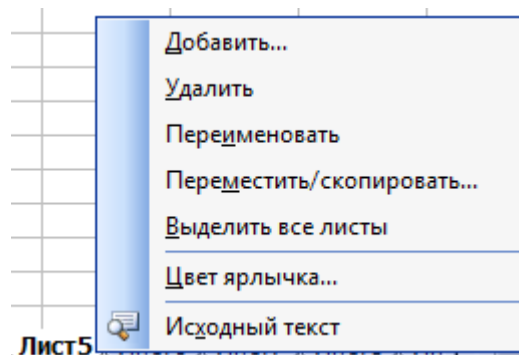 Добавить...
Удалить
Переименовать
Переместить/скопировать...
Выделить все листы
Цвет ярлычка...
Исходный текст
Лист5